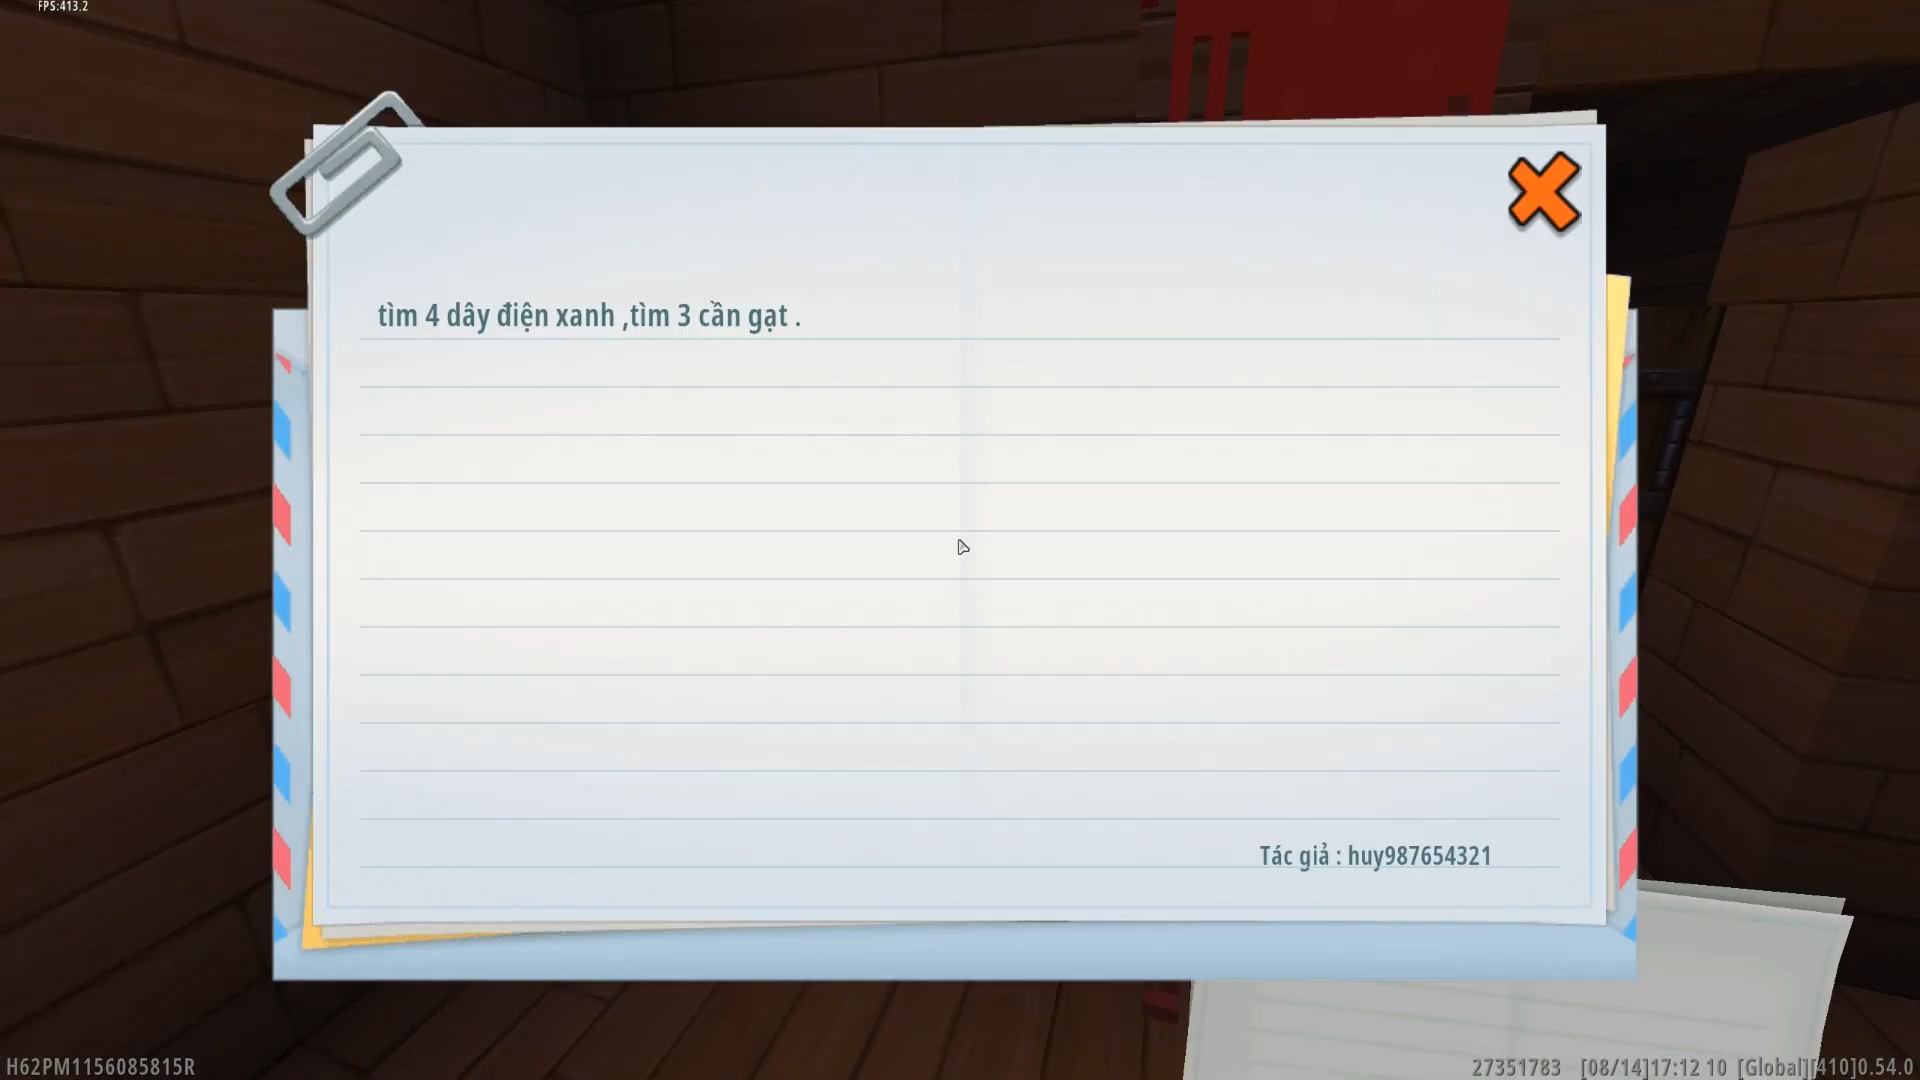 FPS:413.2
tìm 4 dây điện xanh ,tìm 3 cần gạt .
Tác giả : huy987654321
H62PM1156085815R
27351783 [08/14]17:12 10 [Global][410]0.54.0